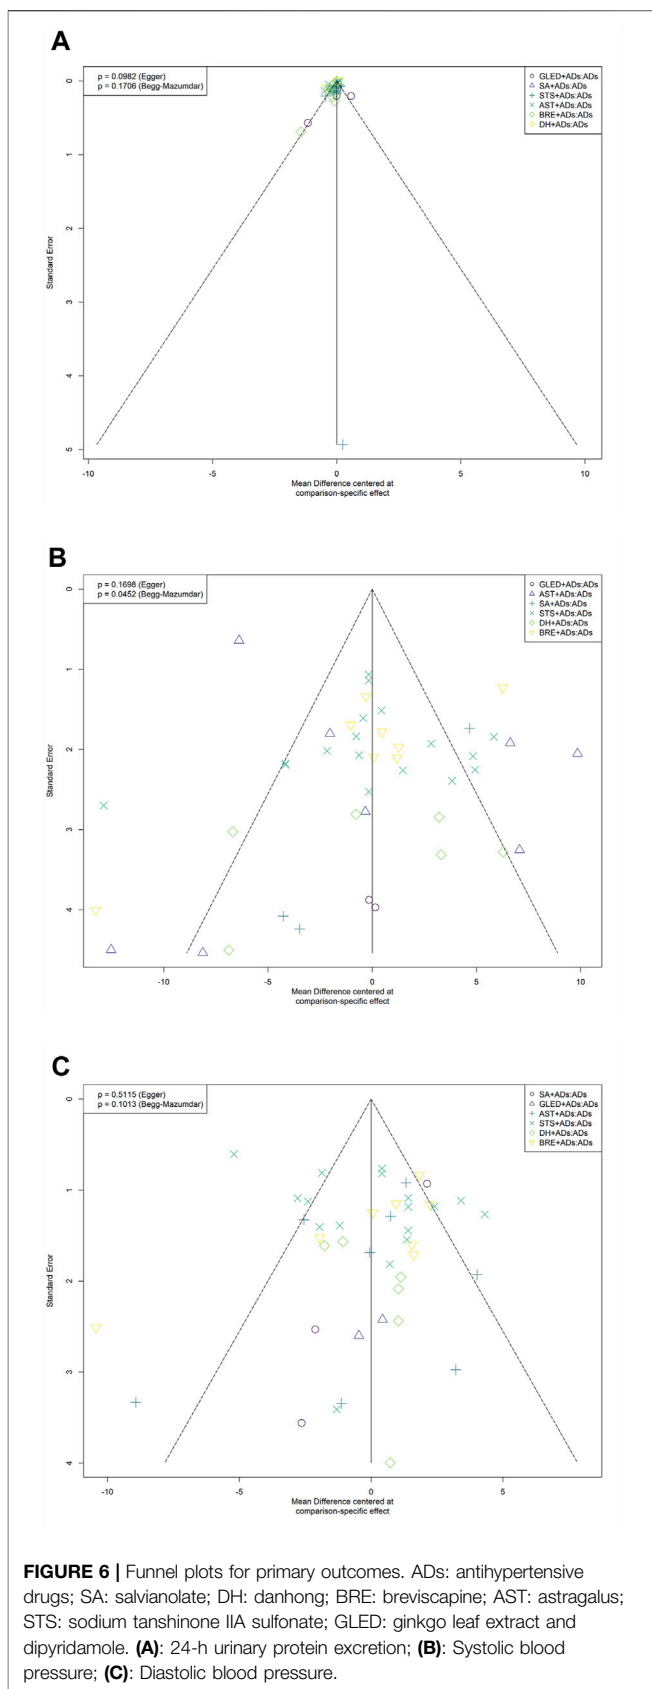 A
p = 0.0982 (Egger)
p = 0.1706 (Begg-Mazumdar)
GLED+ADs:ADs
SA+ADs:ADs
STS+ADs:ADs
AST+ADs:ADs
BRE+ADs:ADs
DH+ADs:ADs
Standard Error
0
1
2
3
4
5
-10 -5 0 5 10
Mean Difference centered at
comparison-specific effect
B
p = 0.1698 (Egger)
p = 0.0452 (Begg-Mazumdar)
GLED+ADs:ADs
AST+ADs:ADs
SA+ADs:ADs
STS+ADs:ADs
DH+ADs:ADs
BRE+ADs:ADs
Standard Error
0
1
2
3
4
-10 -5 0 5 10
Mean Difference centered at
comparison-specific effect
C
p = 0.5115 (Egger)
p = 0.1013 (Begg-Mazumdar)
SA+ADs:ADs
GLED+ADs:ADs
AST+ADs:ADs
STS+ADs:ADs
DH+ADs:ADs
BRE+ADs:ADs
Standard Error
0
1
2
3
4
-10 -5 0 5
Mean Difference centered at
comparison-specific effect
FIGURE 6 | Funnel plots for primary outcomes. ADs: antihypertensive
drugs; SA: salvianolate; DH: danhong; BRE: breviscapine; AST: astragalus;
STS: sodium tanshinone IIA sulfonate; GLED: ginkgo leaf extract and
dipyridamole. (A): 24-h urinary protein excretion; (B): Systolic blood
pressure; (C): Diastolic blood pressure.